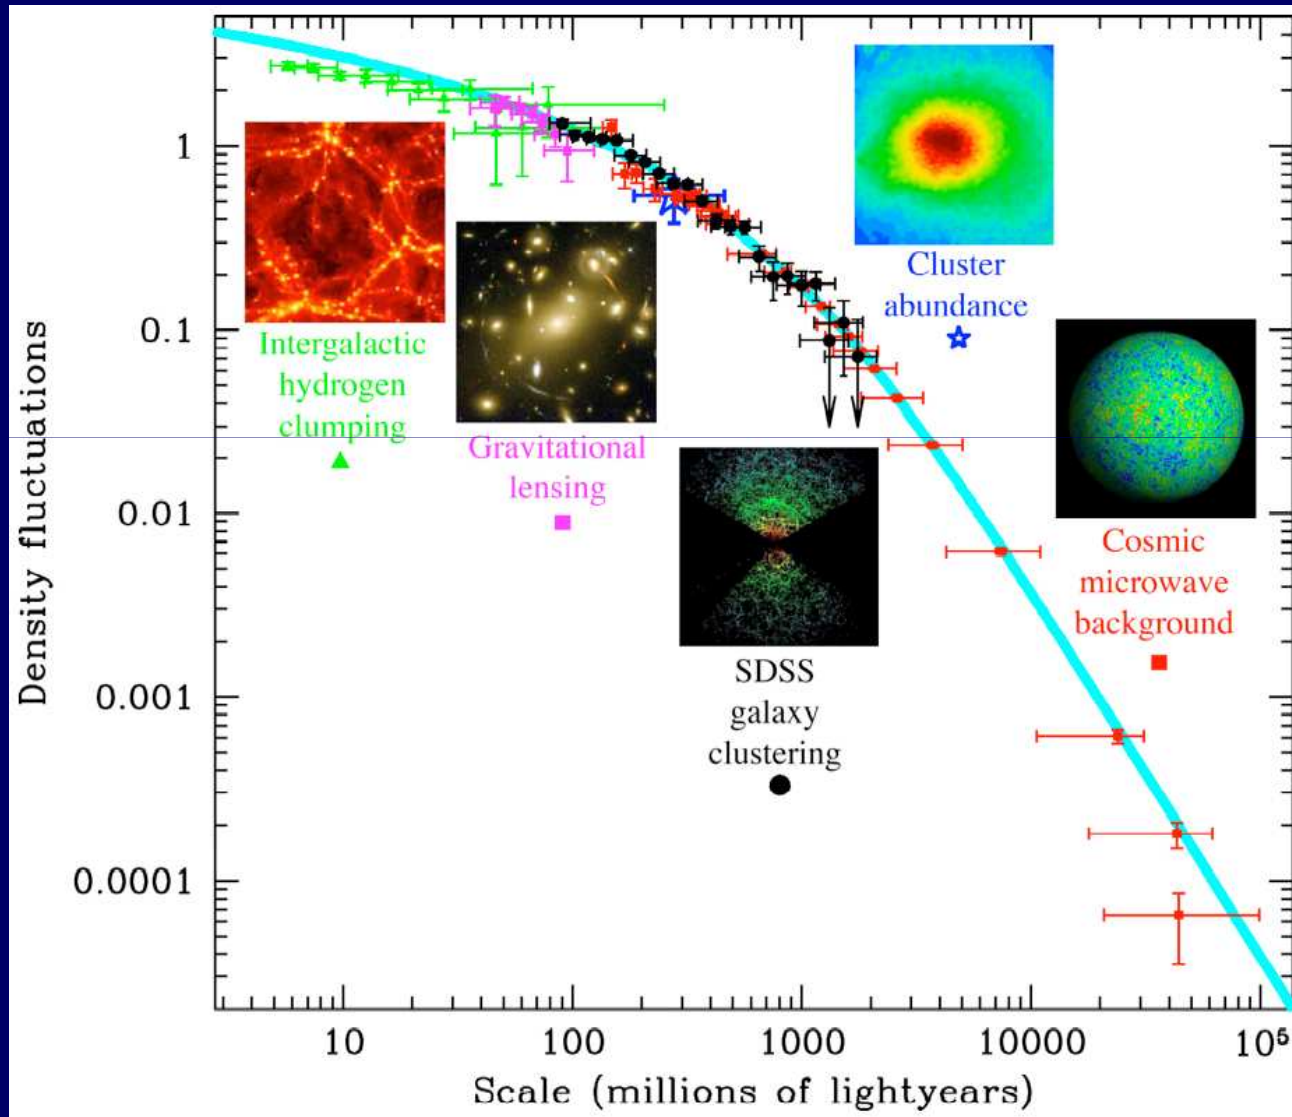 1
0.1
0.01
0.001
0.0001
Density fluctuations
Intergalactic
hydrogen
clumping
Gravitational
lensing
SDSS
galaxy
clustering
Cluster
abundance
Cosmic
microwave
background
10
100
1000
10000
10⁵
Scale (millions of lightyears)